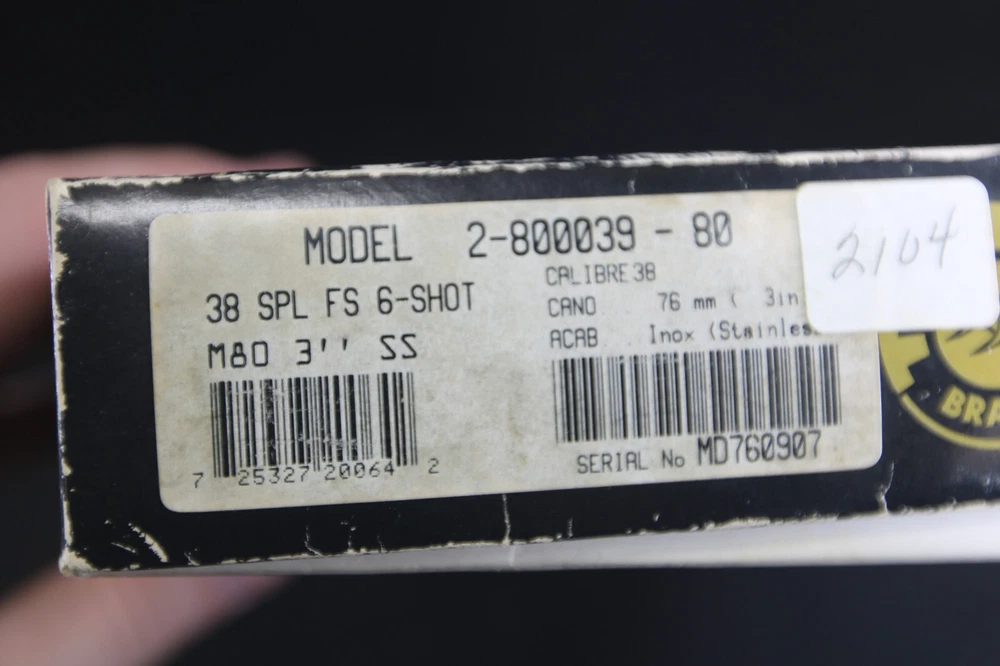 MODEL 2-800039 - 80
38 SPL FS 6-SHOT
M80 3'' SS
7 25327 20064 2
CALIBRE 38
CANO 76 mm ( 3in
ACAB . Inox (Stainles
SERIAL No MD760907
2104